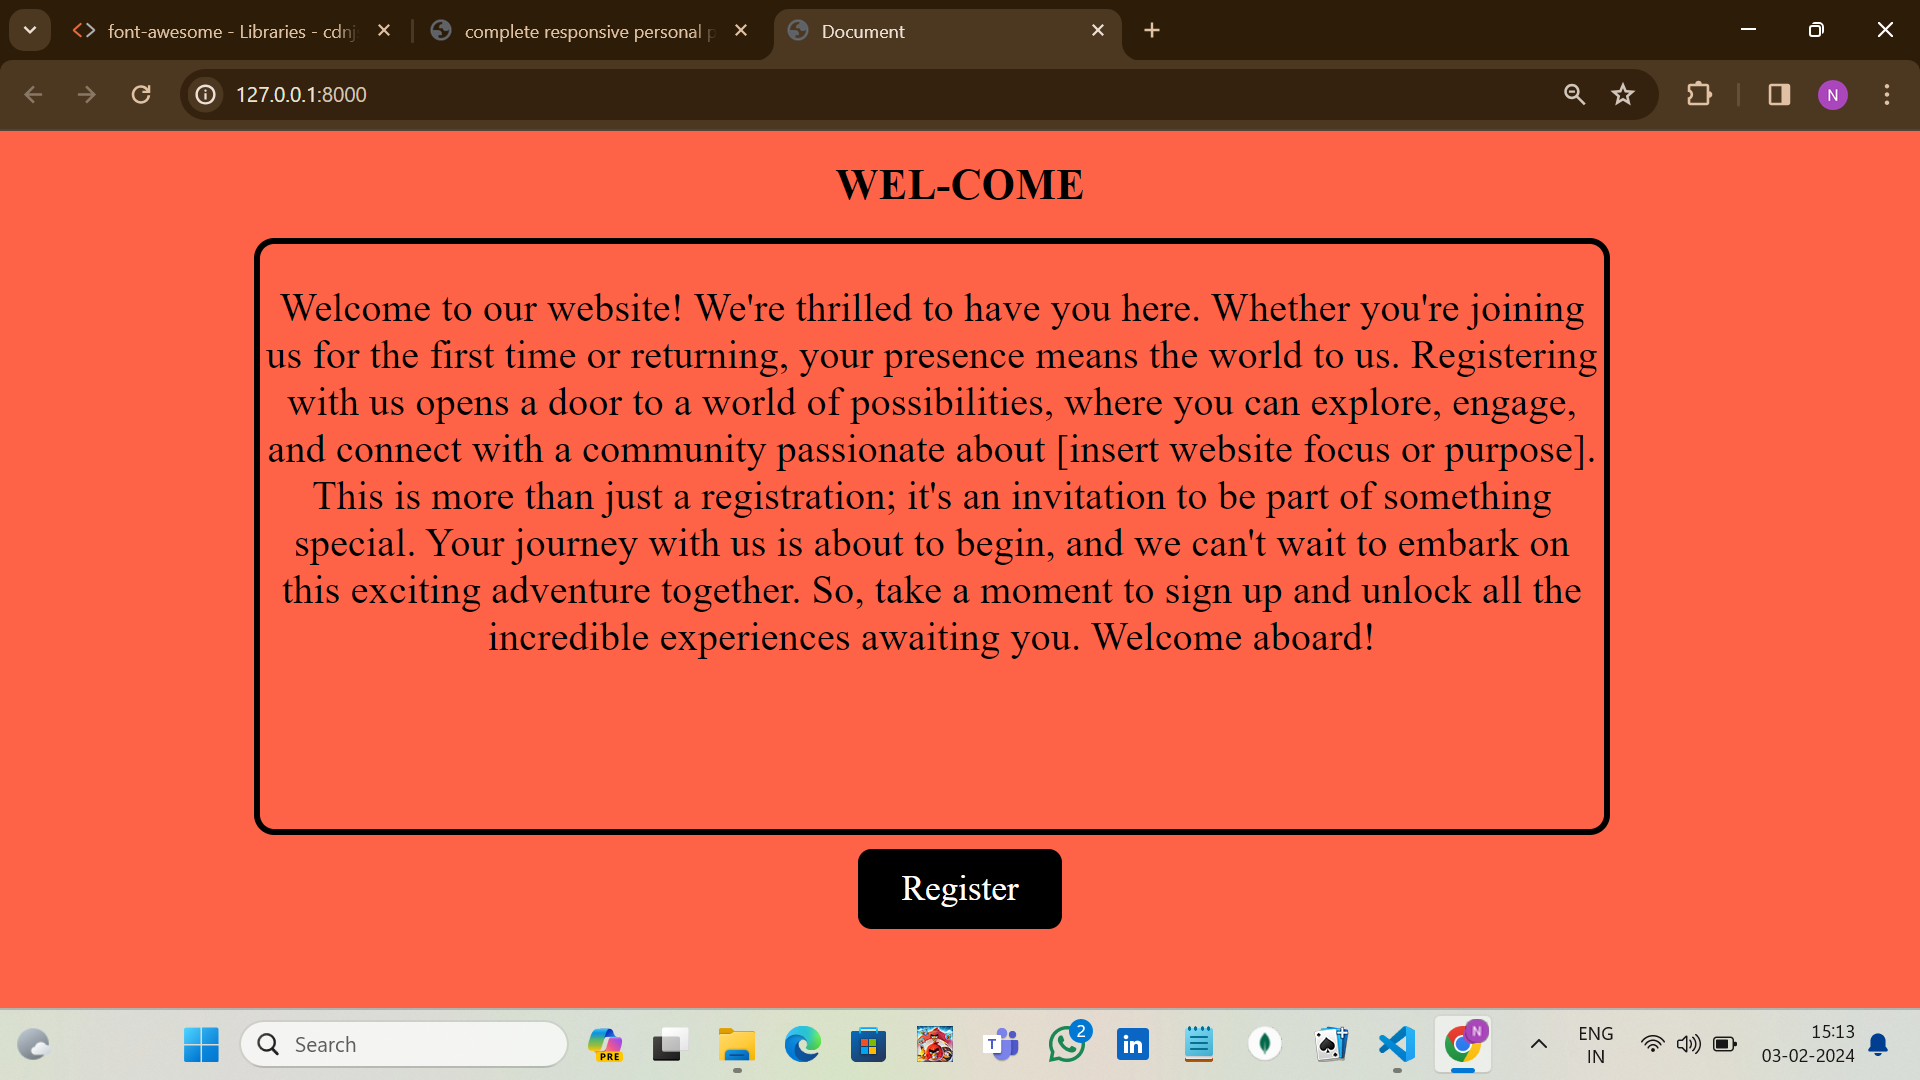 font-awesome - Libraries - cdnj
complete responsive personal p
Document
127.0.0.1:8000
N
WEL-COME
Welcome to our website! We're thrilled to have you here. Whether you're joining
us for the first time or returning, your presence means the world to us. Registering
with us opens a door to a world of possibilities, where you can explore, engage,
and connect with a community passionate about [insert website focus or purpose].
This is more than just a registration; it's an invitation to be part of something
special. Your journey with us is about to begin, and we can't wait to embark on
this exciting adventure together. So, take a moment to sign up and unlock all the
incredible experiences awaiting you. Welcome aboard!
Register
Search
PRE
T
2
in
N
ENG
IN
15:13
03-02-2024